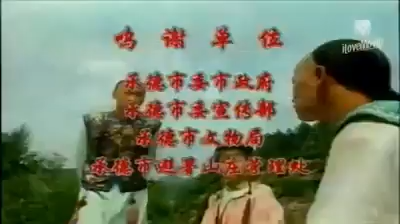 鸣谢单位
承德市委市政府
承德市委宣传部
承德市文物局
承德市避暑山庄管理处